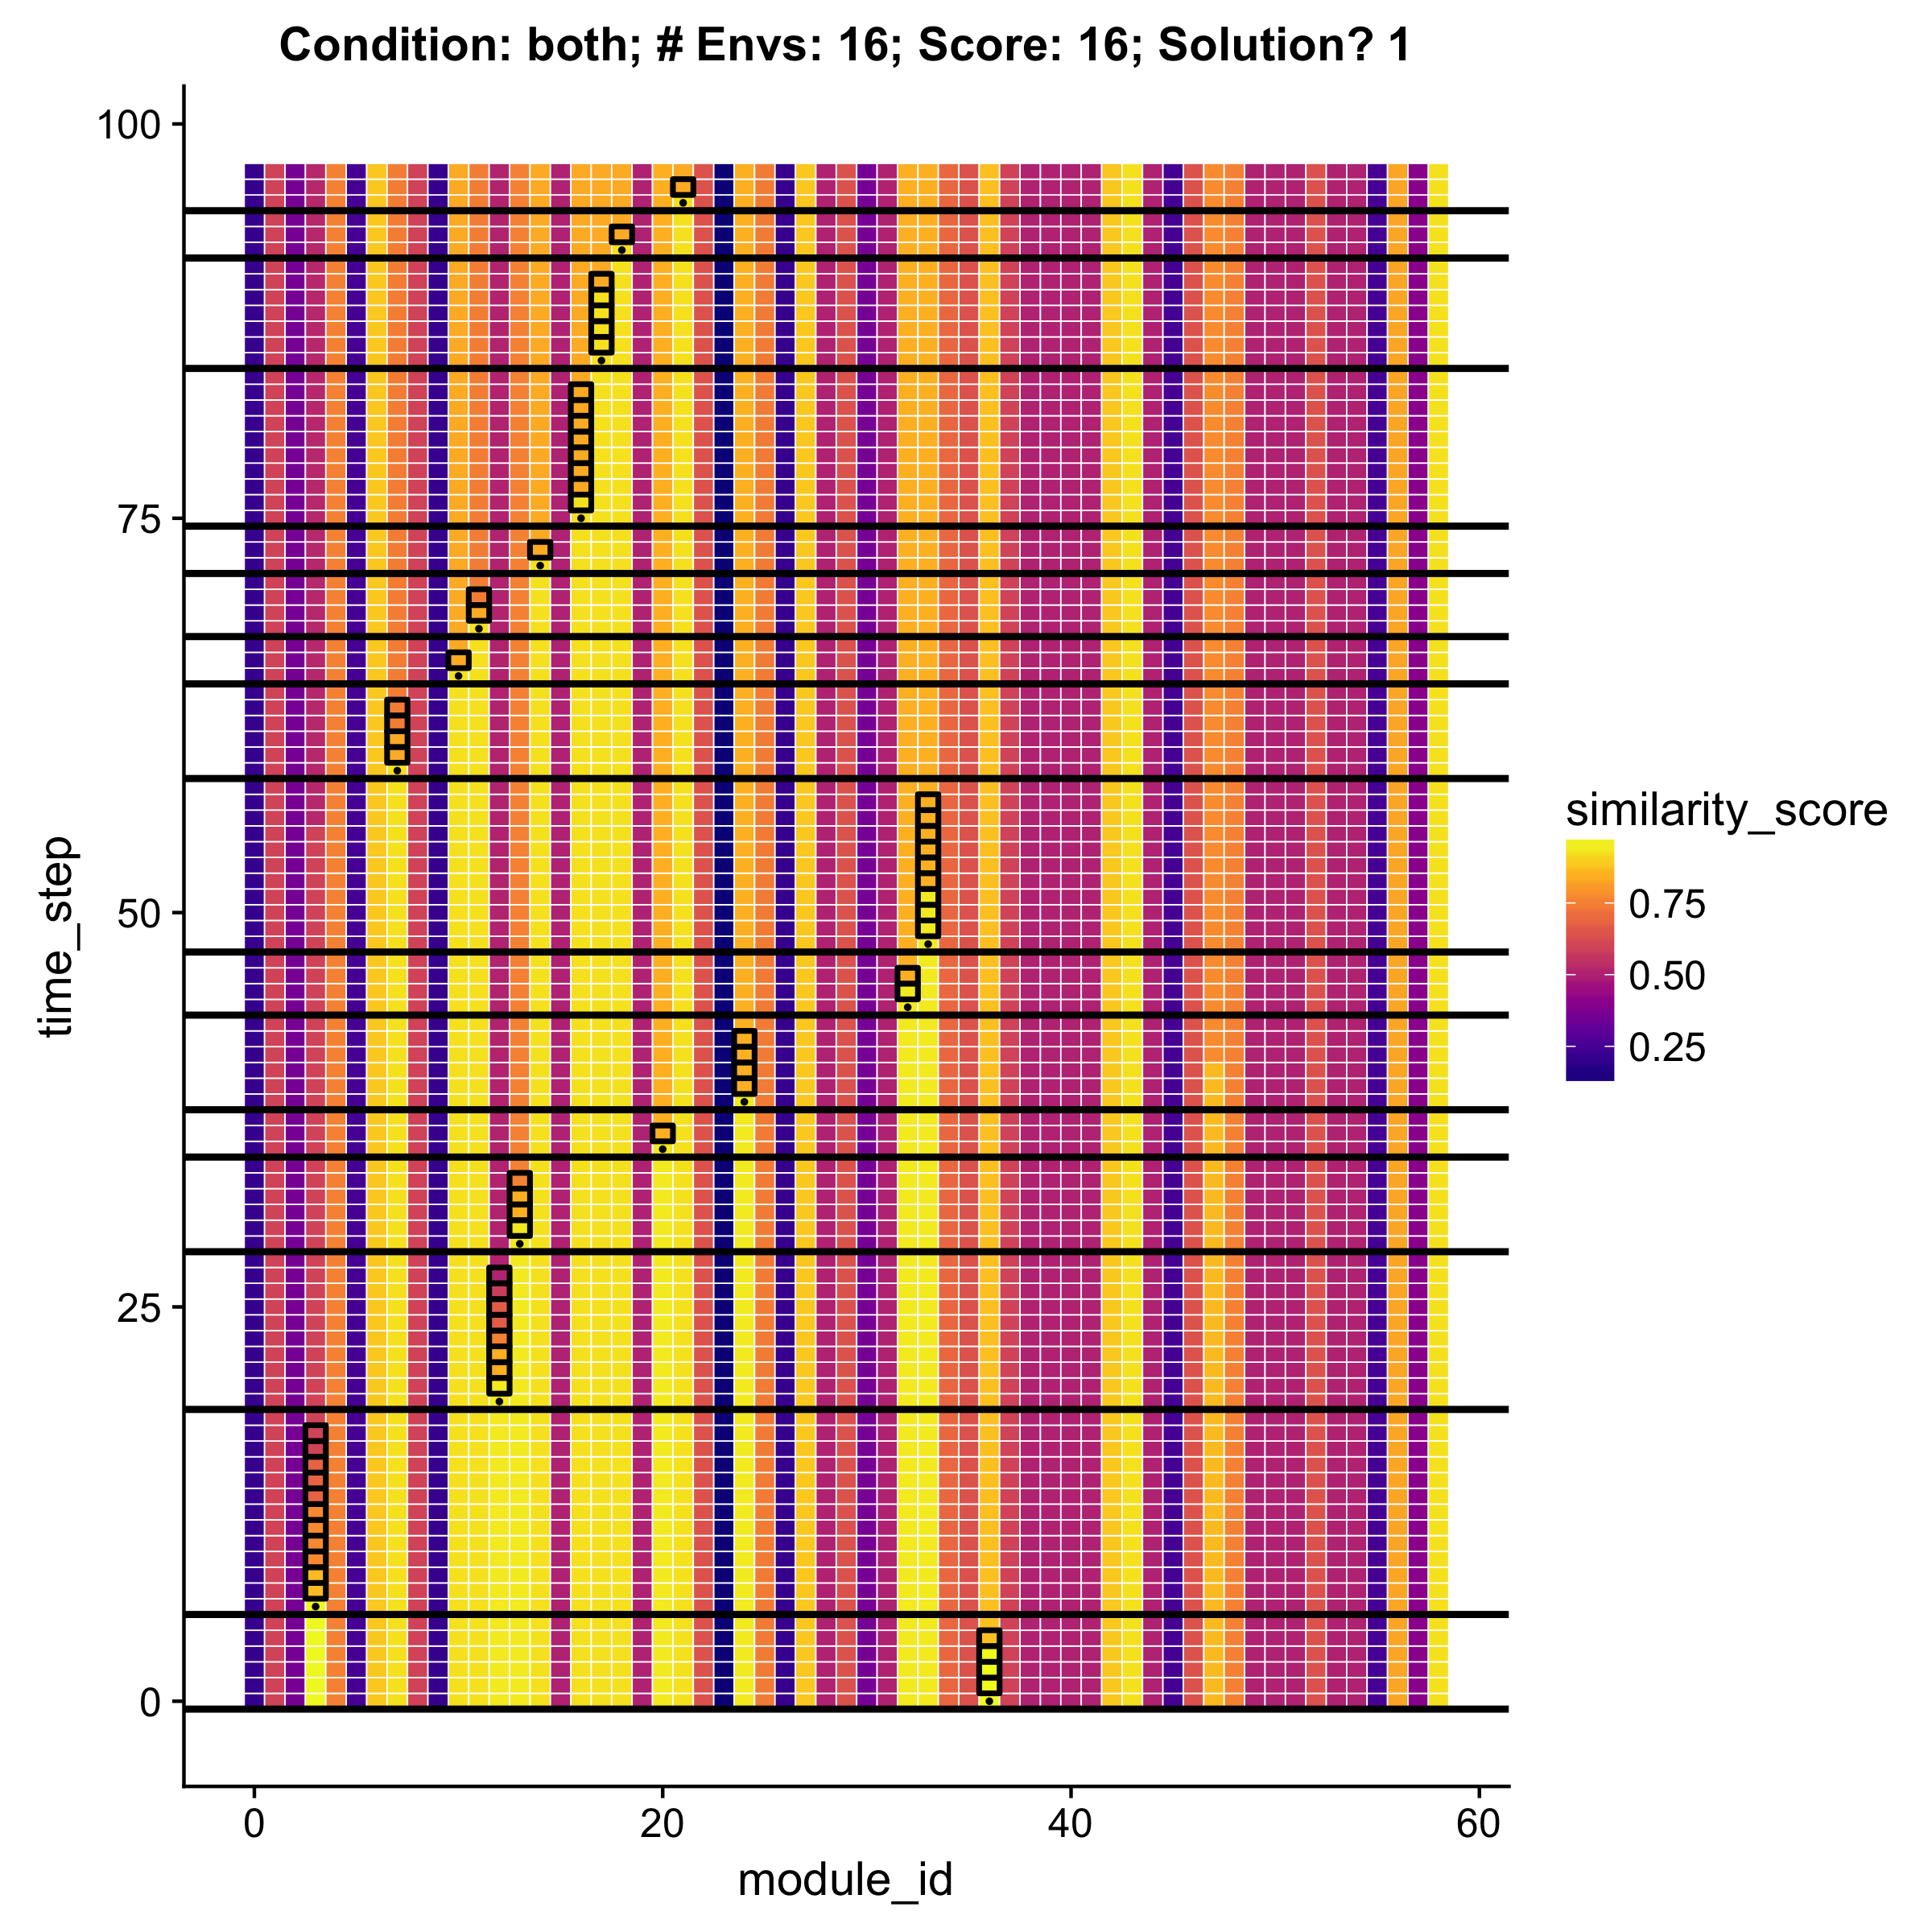 Condition: both; # Envs: 16; Score: 16; Solution? 1
100
75
50
25
0
time_step
0 20 40 60
module_id
similarity_score
0.75
0.50
0.25